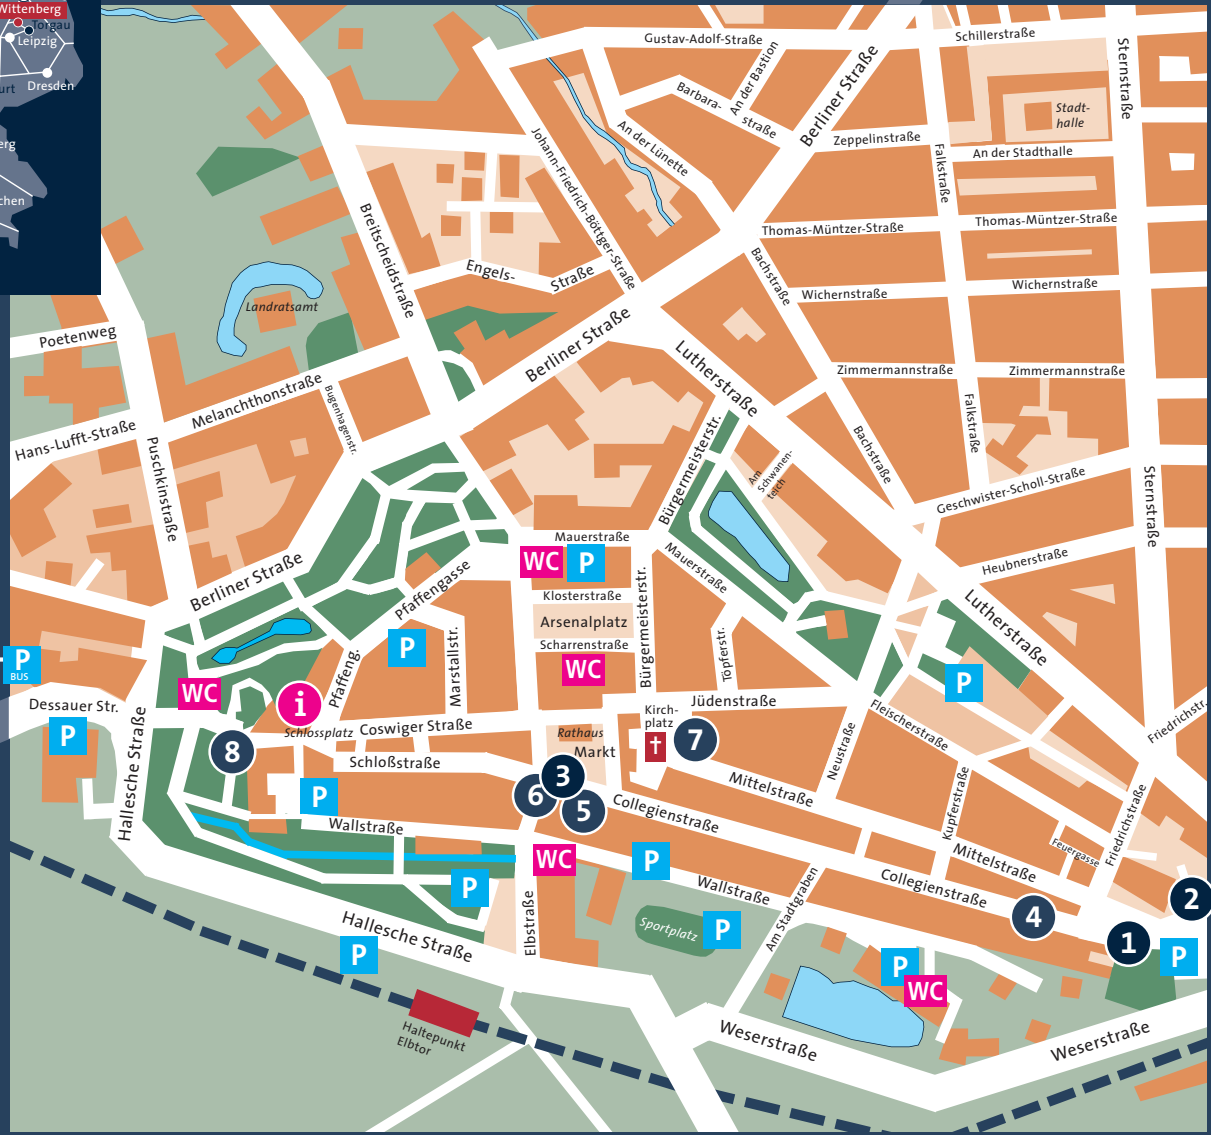 Wittenberg
Torgau
Leipzig
Dresden
urt
erg
chen
Gustav-Adolf-Straße
Schillerstraße
Sternstraße
An der Bastion
Berliner Straße
Barbara-
straße
Stadt-
halle
An der Lünette
Zeppelinstraße
Falkstraße
An der Stadthalle
Johann-Friedrich-Böttger-Straße
Breitscheidstraße
Thomas-Müntzer-Straße
Thomas-Müntzer-Straße
Engels-
Straße
Bachstraße
Wichernstraße
Wichernstraße
Landratsamt
Poetenweg
Berliner Straße
Lutherstraße
Zimmermannstraße
Zimmermannstraße
Melanchthonstraße
Bugenhagenstr.
Hans-Lufft-Straße
Puschkinstraße
Bürgermeisterstr.
Am
Schwanen-
teich
Bachstraße
Falkstraße
Geschwister-Scholl-Straße
Sternstraße
Mauerstraße
WC
P
Mauerstraße
Heubnerstraße
Berliner Straße
Pfaffengasse
Klosterstraße
Arsenalplatz
Scharrenstraße
WC
Bürgermeisterstr.
Töpferstr.
Lutherstraße
P
BUS
P
Marstallstr.
Pfaffeng.
P
WC
i
Schlossplatz
Dessauer Str.
P
Hallesche Straße
8
Coswiger Straße
Schloßstraße
Jüdenstraße
Kirch-
platz
7
Rathaus
Markt
3
6
5
Fleischerstraße
Neustraße
Friedrichstr.
Mittelstraße
P
Wallstraße
Collegienstraße
Kupferstraße
Feuergasse
Friedrichstraße
WC
P
Mittelstraße
Collegienstraße
P
Wallstraße
Am Stadtgraben
Elbstraße
Sportplatz
P
4
2
1
P
Hallesche Straße
P
P
WC
Haltepunkt
Elbtor
Weserstraße
Weserstraße